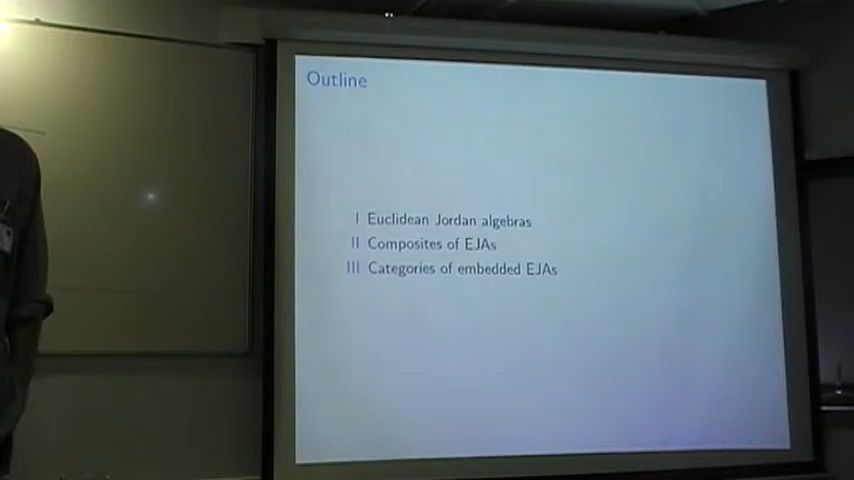 Outline
I Euclidean Jordan algebras
II Composites of EJAs
III Categories of embedded EJAs